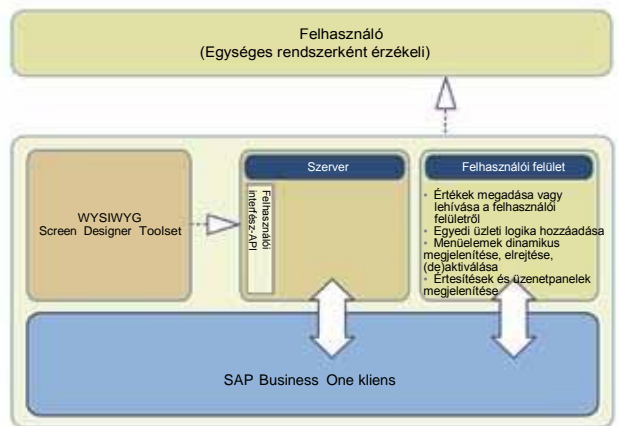 Felhasználó
(Egységes rendszerként érzékeli)
Szerver
Felhasználói felület
WYSIWYG
Screen Designer Toolset
Felhasználói
interfész-API
• Értékek megadása vagy
lehívása a felhasználói
felületről
• Egyedi üzleti logika hozzáadása
• Menüelemek dinamikus
megjelenítése, elrejtése,
(de)aktiválása
• Értesítések és üzenetpanelek
megjelenítése
SAP Business One kliens